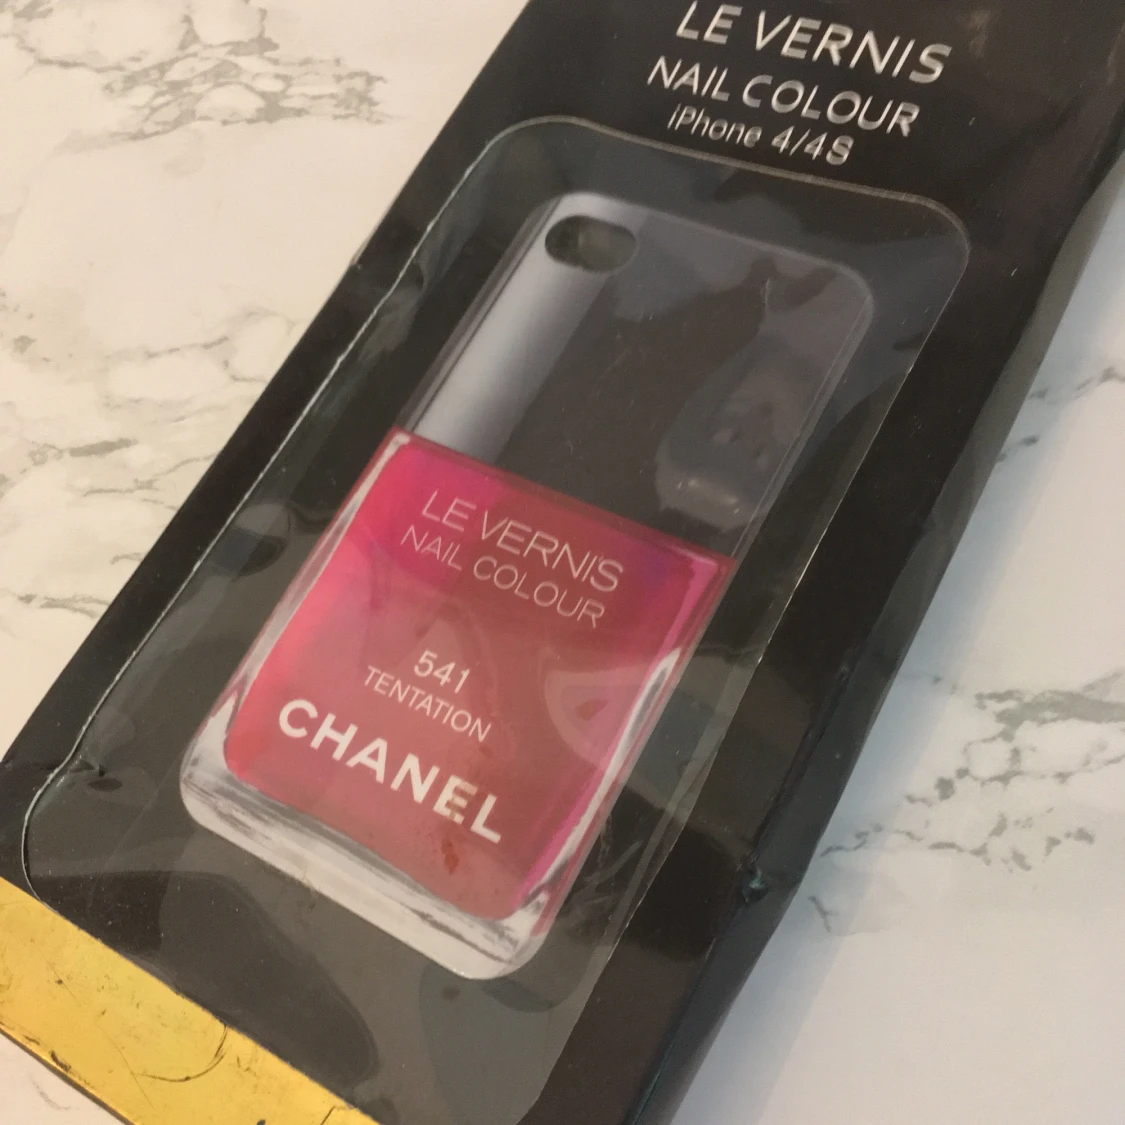 LE VERNIS
NAIL COLOUR
iPhone 4/4S
LE VERNIS
NAIL COLOUR
541
TENTATION
CHANEL